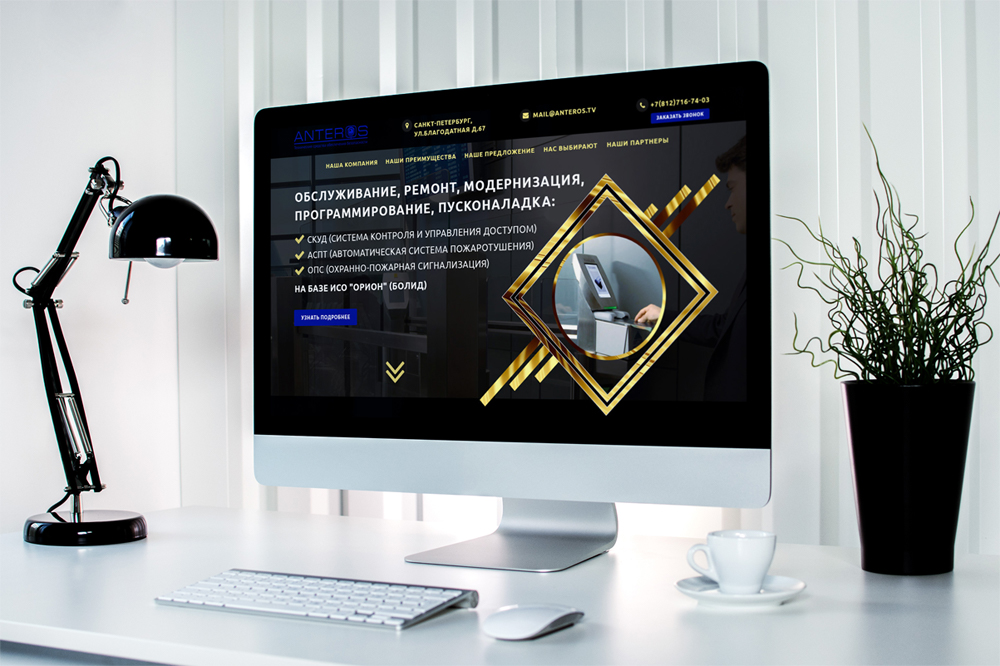 ANTEROS
САНКТ-ПЕТЕРБУРГ,
УЛ.БЛАГОДАТНАЯ Д.67
MAIL@ANTEROS.TV
+7(812)716-74-03
ЗАКАЗАТЬ ЗВОНОК
НАША КОМПАНИЯ НАШИ ПРЕИМУЩЕСТВА НАШЕ ПРЕДЛОЖЕНИЕ НАС ВЫБИРАЮТ НАШИ ПАРТНЕРЫ
ОБСЛУЖИВАНИЕ, РЕМОНТ, МОДЕРНИЗАЦИЯ,
ПРОГРАММИРОВАНИЕ, ПУСКОНАЛАДКА:
СКУД (СИСТЕМА КОНТРОЛЯ И УПРАВЛЕНИЯ ДОСТУПОМ)
АСПТ (АВТОМАТИЧЕСКАЯ СИСТЕМА ПОЖАРОТУШЕНИЯ)
ОПС (ОХРАННО-ПОЖАРНАЯ СИГНАЛИЗАЦИЯ)
НА БАЗЕ ИСО "ОРИОН" (БОЛИД)
УЗНАТЬ ПОДРОБНЕЕ